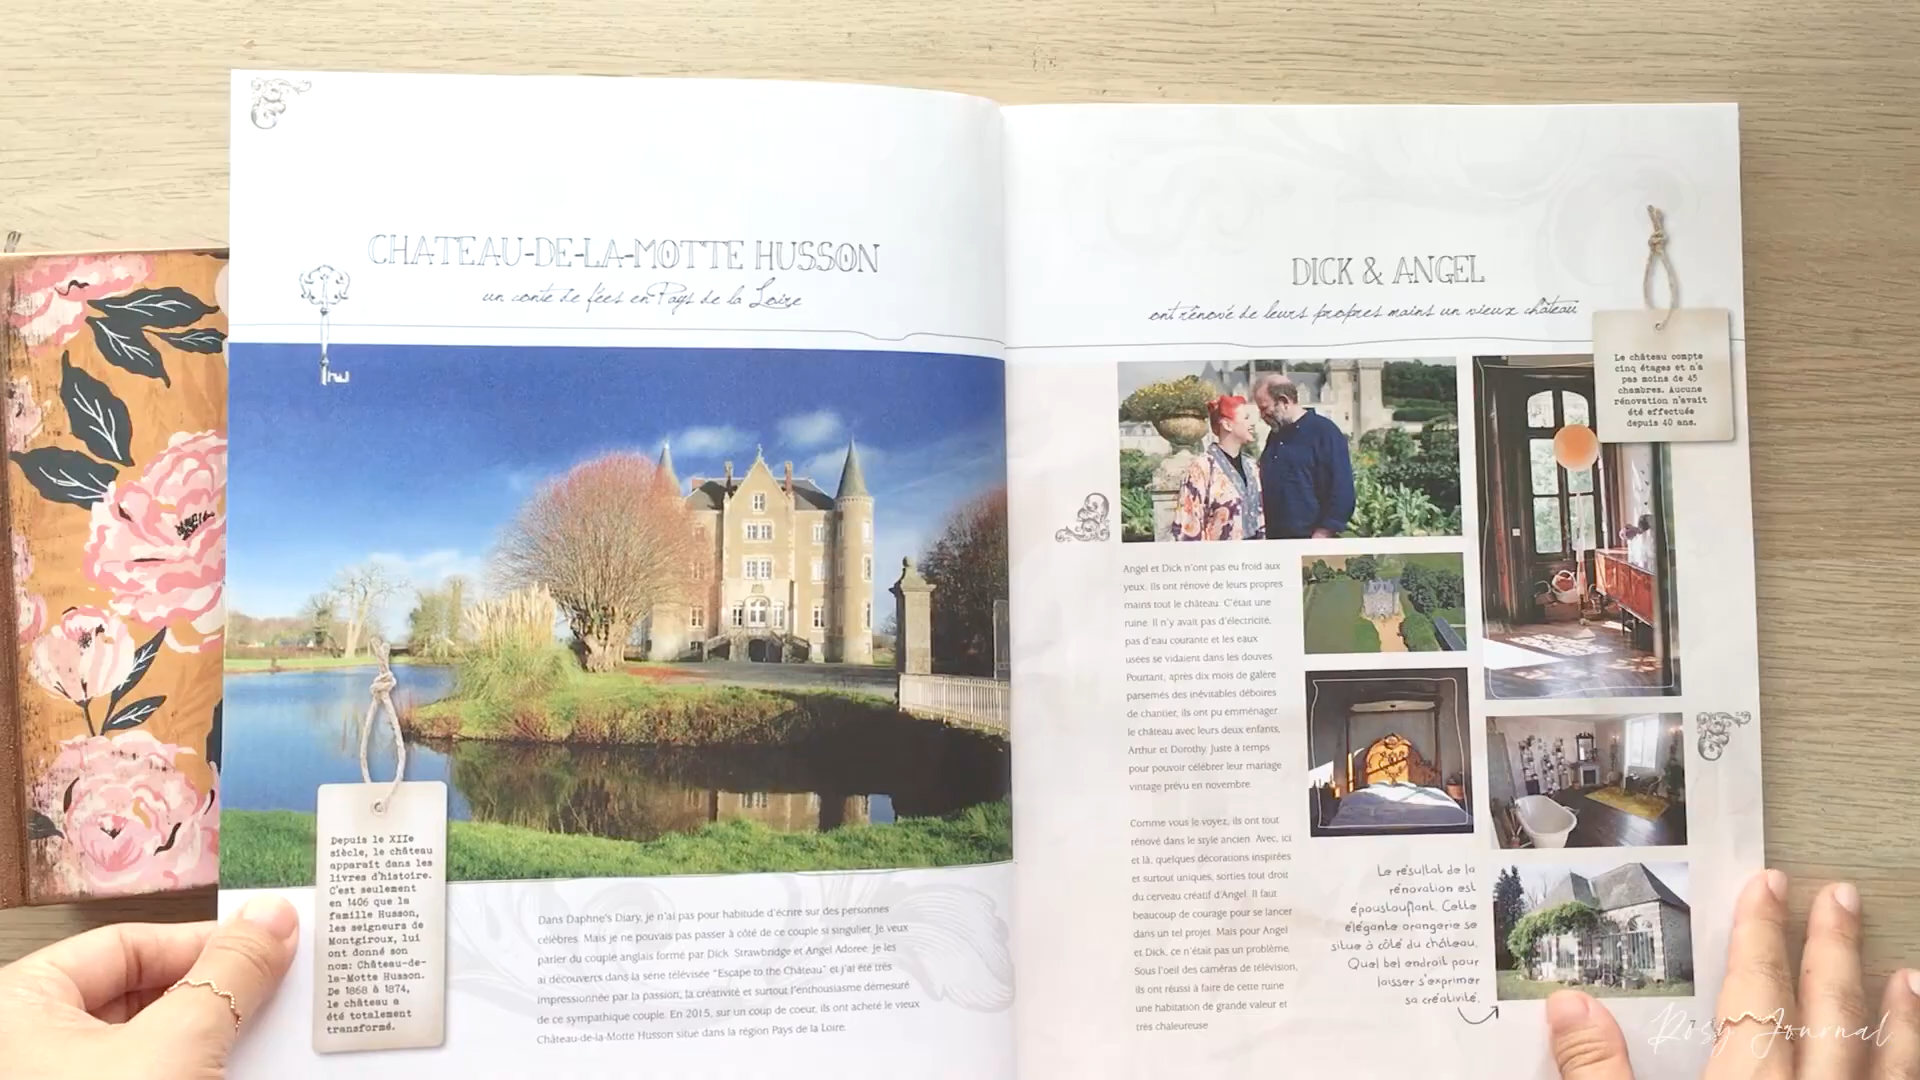 CHATEAU-DE-LA-MOTTE HUSSON
un conte de fées en Pays de la Loire
Depuis le XIIe
siècle, le château
apparaît dans les
livres d'histoire.
C'est seulement
en 1406 que la
famille Husson,
les seigneurs de
Montgiroux, lui
ont donné son
nom: Château-de-
la-Motte Husson.
De 1868 à 1874,
le château a
été totalement
transformé.
Dans Daphne's Diary, je n'ai pas pour habitude d'écrire sur des personnes
célèbres. Mais je ne pouvais pas passer à côté de ce couple si singulier. Je veux
parler du couple anglais formé par Dick Strawbridge et Angel Adoree. Je les
ai découverts dans la série télévisée "Escape to the Château" et j'ai été très
impressionnée par la passion, la créativité et surtout l'enthousiasme démesuré
de ce sympathique couple. En 2015, sur un coup de coeur, ils ont acheté le vieux
Château-de-la-Motte Husson situé dans la région Pays de la Loire.
DICK & ANGEL
ont rénové de leurs propres mains un vieux château
Le château compte
cinq étages et n'a
pas moins de 45
chambres. Aucune
rénovation n'avait
été effectuée
depuis 40 ans.
Angel et Dick n'ont pas eu froid aux
yeux. Ils ont rénové de leurs propres
mains tout le château. C'était une
ruine. Il n'y avait pas d'électricité,
pas d'eau courante et les eaux
usées se vidaient dans les douves.
Pourtant, après dix mois de galère
parsemés des inévitables déboires
de chantier, ils ont pu emménager
le château avec leurs deux enfants,
Arthur et Dorothy. Juste à temps
pour pouvoir célébrer leur mariage
vintage prévu en novembre.
Comme vous le voyez, ils ont tout
rénové dans le style ancien. Avec, ici
et là, quelques décorations inspirées
et surtout uniques, sorties tout droit
du cerveau créatif d'Angel. Il faut
beaucoup de courage pour se lancer
dans un tel projet. Mais pour Angel
et Dick, ce n'était pas un problème.
Sous l'oeil des caméras de télévision,
ils ont réussi à faire de cette ruine
une habitation de grande valeur et
très chaleureuse
Le résultat de la
rénovation est
époustouflant. Cette
élégante orangerie se
situe à côté du château.
Quel bel endroit pour
laisser s'exprimer
sa créativité.
Rosy Journal